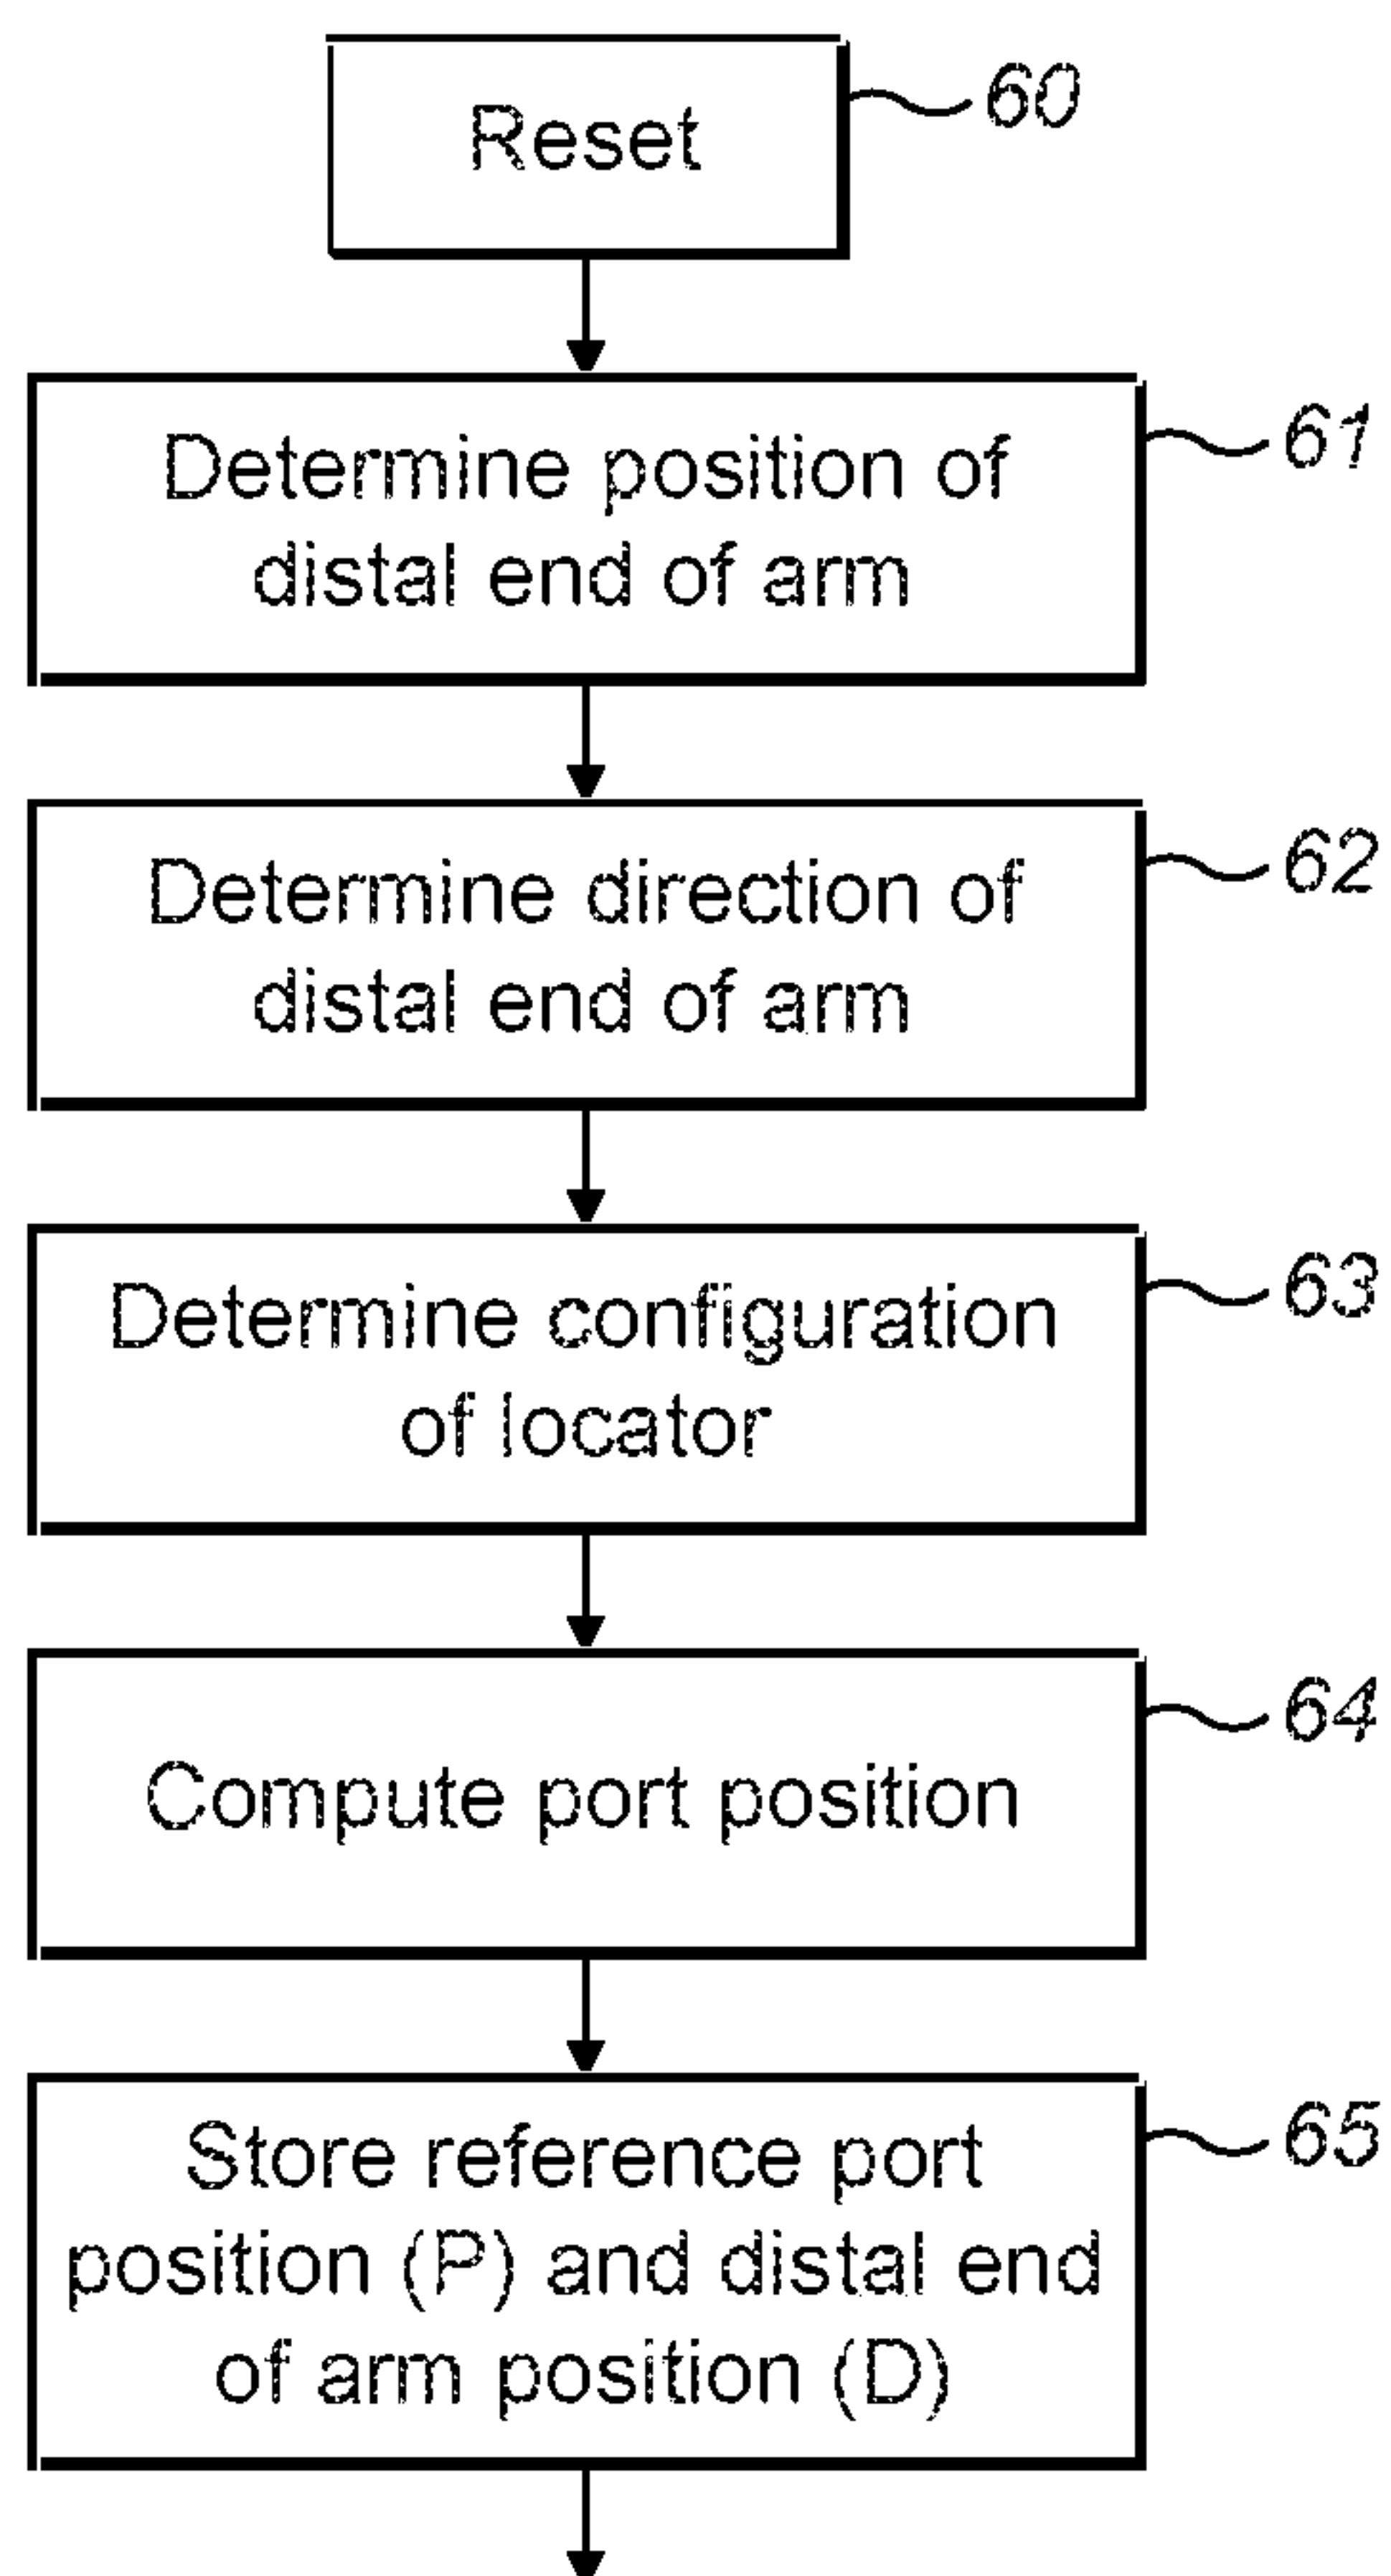 Reset
60
Determine position of
distal end of arm
61
Determine direction of
distal end of arm
62
Determine configuration
of locator
63
Compute port position
64
Store reference port
position (P) and distal end
of arm position (D)
65